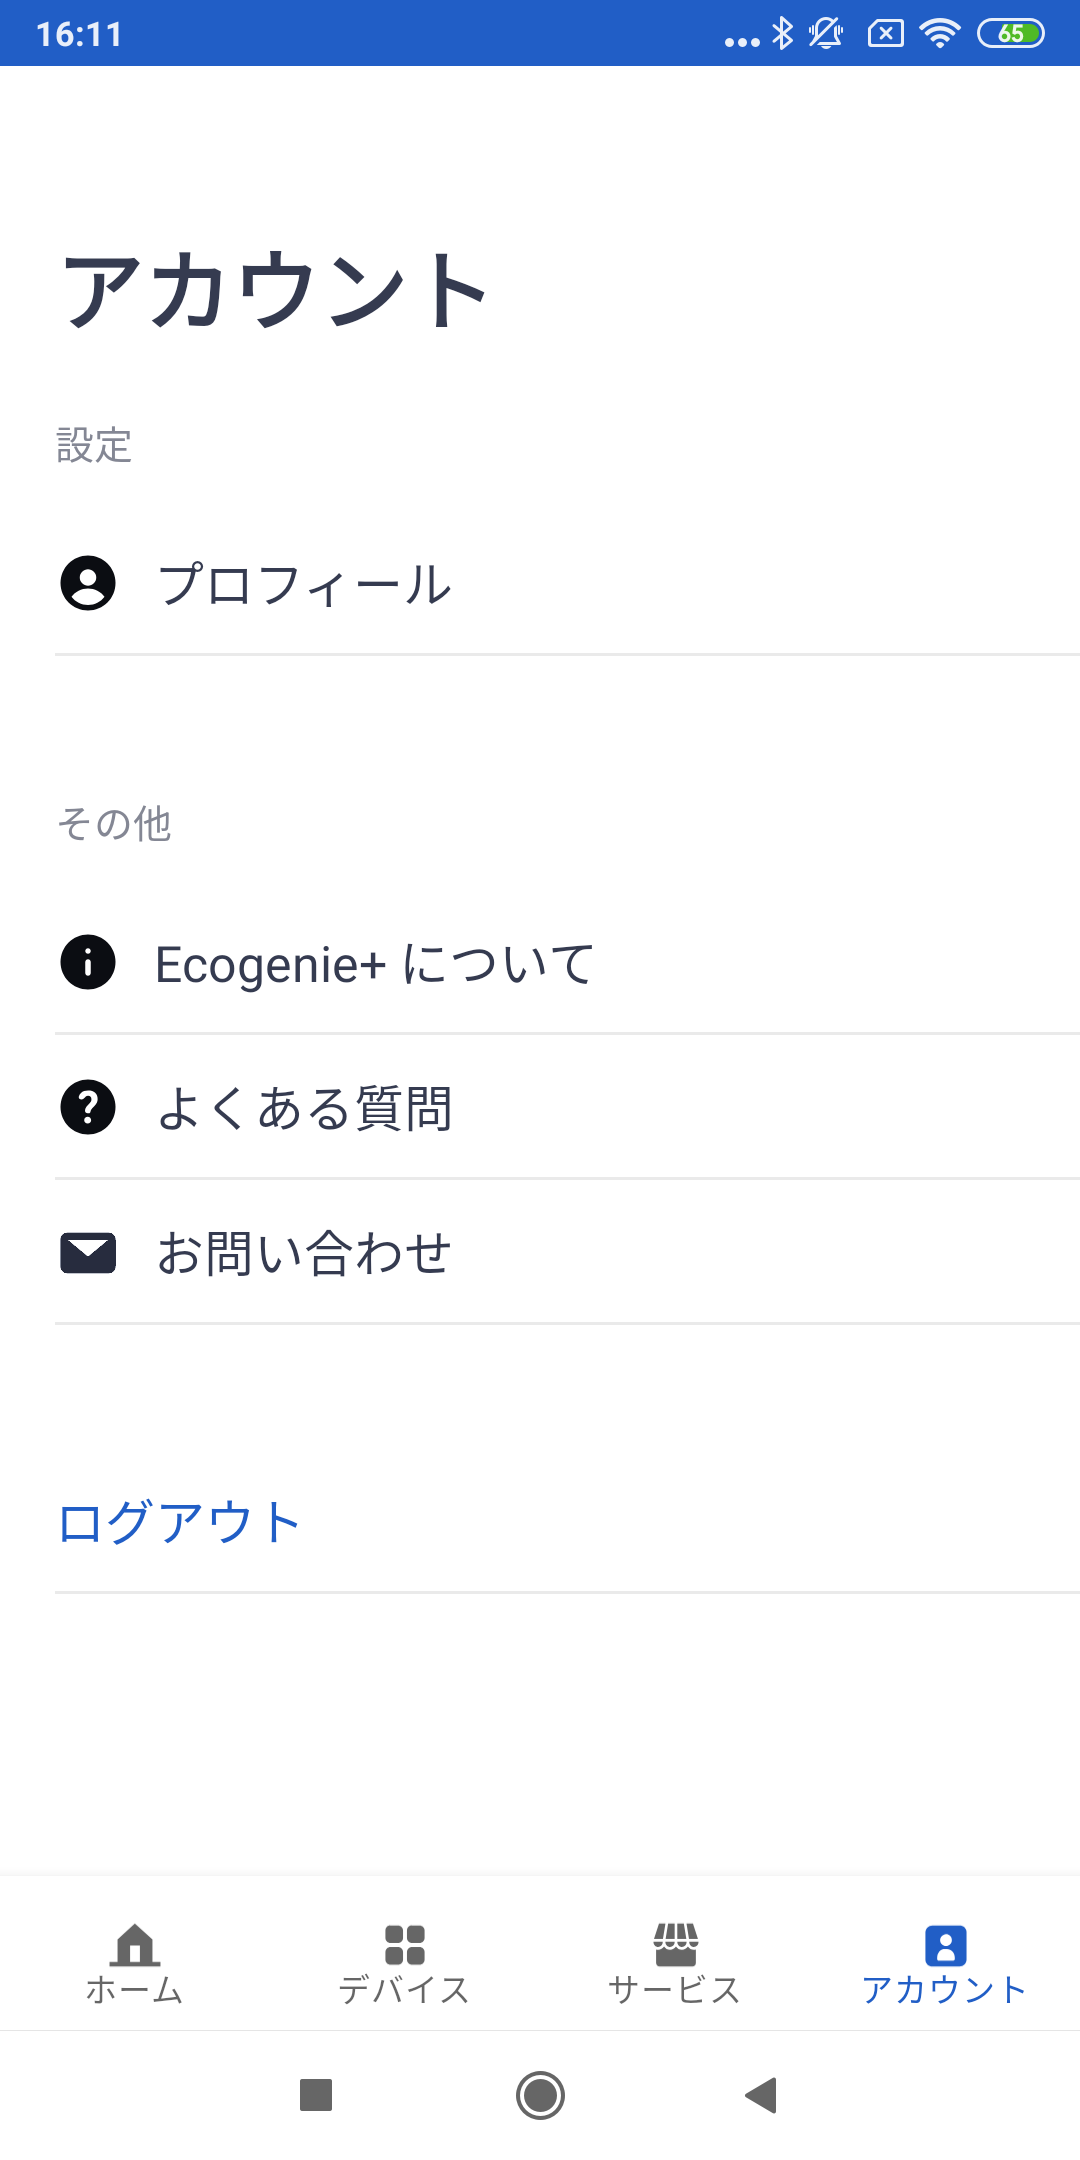 16:11
65
アカウント
設定
プロフィール
その他
Ecogenie+ について
よくある質問
お問い合わせ
ログアウト
ホーム
デバイス
サービス
アカウント